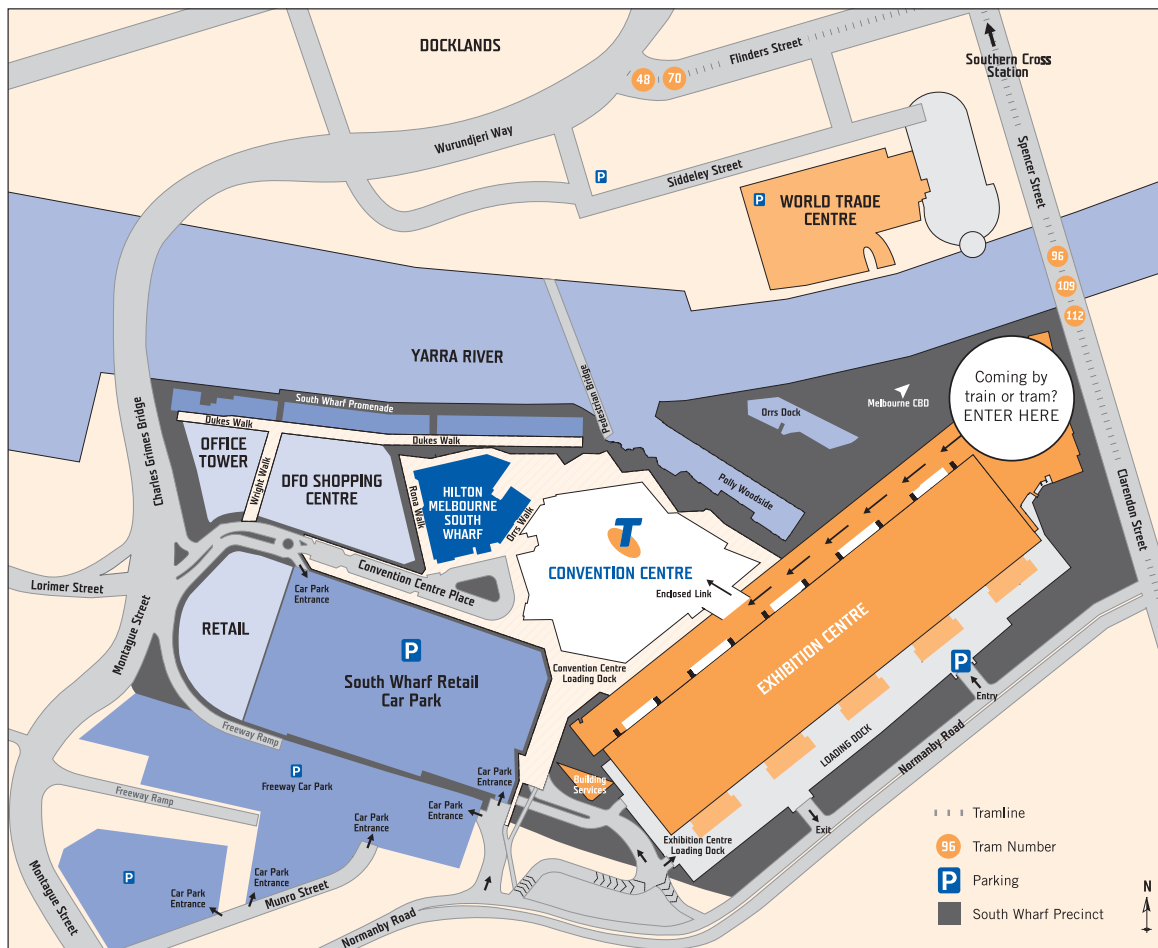 DOCKLANDS
Flinders Street
48
70
Southern Cross
Station
Wurundjeri Way
Spencer Street
P
Siddeley Street
P
WORLD TRADE
CENTRE
96
109
112
YARRA RIVER
Pedestrian Bridge
Charles Grimes Bridge
South Wharf Promenade
Dukes Walk
Dukes Walk
OFFICE
TOWER
Wright Walk
DFO SHOPPING
CENTRE
Rona Walk
HILTON
MELBOURNE
SOUTH
WHARF
Orrs Walk
Orrs Dock
Melbourne CBD
Polly Woodside
Coming by
train or tram?
ENTER HERE
Clarendon Street
T
CONVENTION CENTRE
Enclosed Link
EXHIBITION CENTRE
Convention Centre Place
Lorimer Street
Car Park
Entrance
Montague Street
RETAIL
P
South Wharf Retail
Car Park
Convention Centre
Loading Dock
P
Entry
LOADING DOCK
Normanby Road
Freeway Ramp
P
Freeway Car Park
Car Park
Entrance
Building
Services
Freeway Ramp
Car Park
Entrance
Car Park
Entrance
Exhibition Centre
Loading Dock
Exit
P
Car Park
Entrance
Car Park
Entrance
Munro Street
Montague Street
Normanby Road
Tramline
96
Tram Number
P
Parking
South Wharf Precinct
N